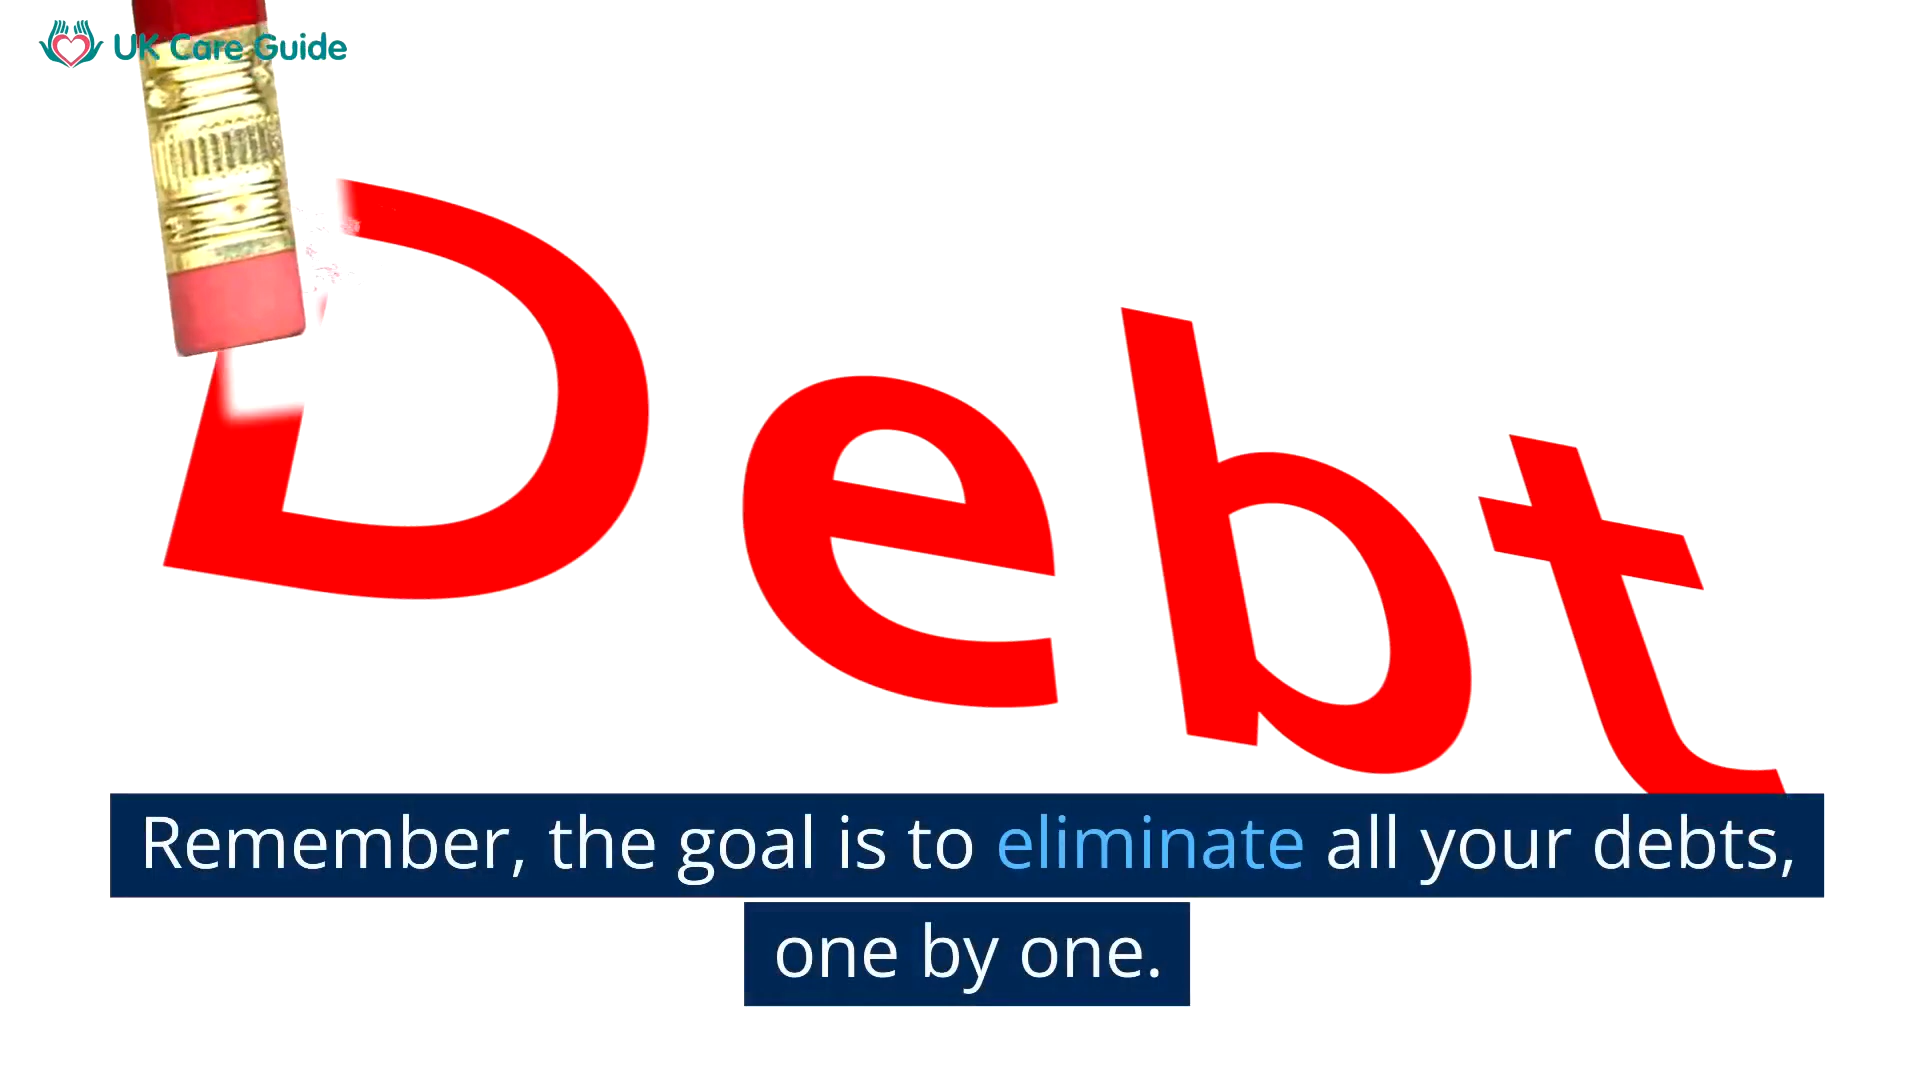 UK Care Guide
Debt
Remember, the goal is to eliminate all your debts,
one by one.